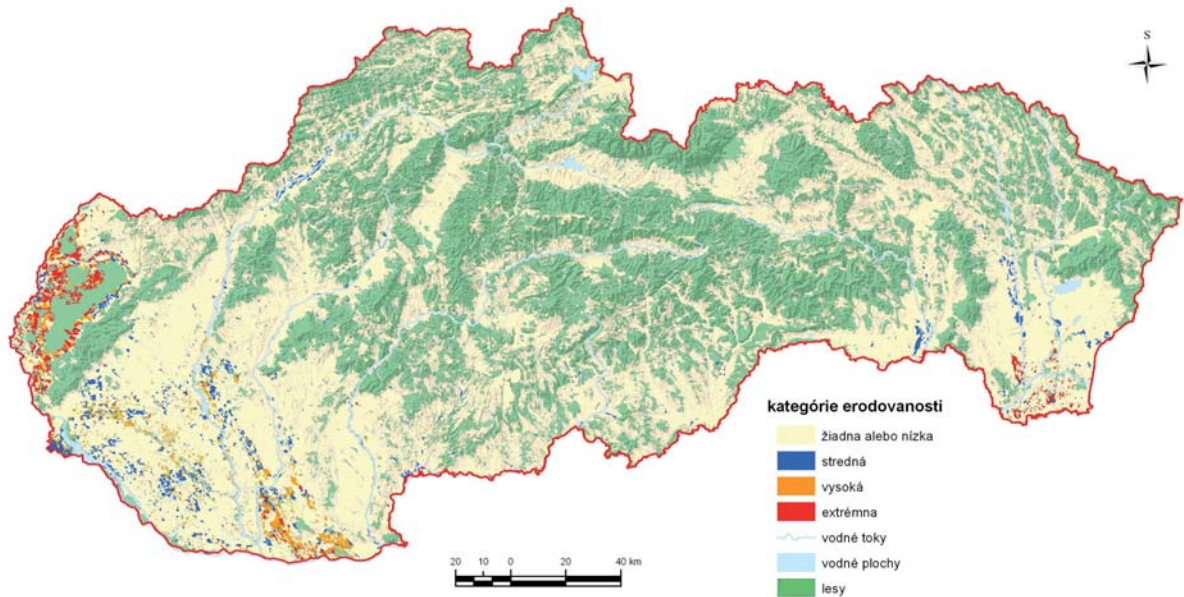 S
kategórie erodovanosti
žiadna alebo nízka
stredná
vysoká
extrémna
vodné toky
vodné plochy
lesy
20 10 0 20 40 km